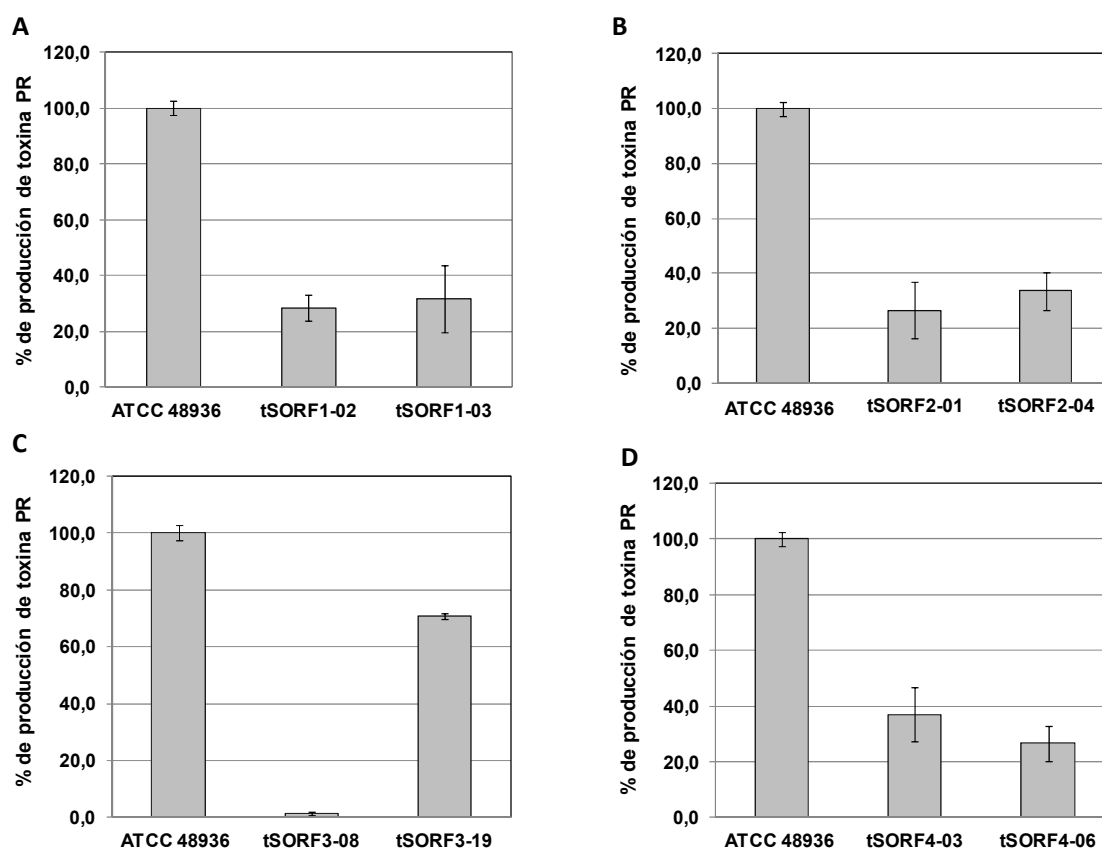 A
% de producción de toxina PR
120,0
100,0
80,0
60,0
40,0
20,0
0,0
ATCC 48936 tSORF1-02 tSORF1-03
B
% de producción de toxina PR
120,0
100,0
80,0
60,0
40,0
20,0
0,0
ATCC 48936 tSORF2-01 tSORF2-04
C
% de producción de toxina PR
120,0
100,0
80,0
60,0
40,0
20,0
0,0
ATCC 48936 tSORF3-08 tSORF3-19
D
% de producción de toxina PR
120,0
100,0
80,0
60,0
40,0
20,0
0,0
ATCC 48936 tSORF4-03 tSORF4-06